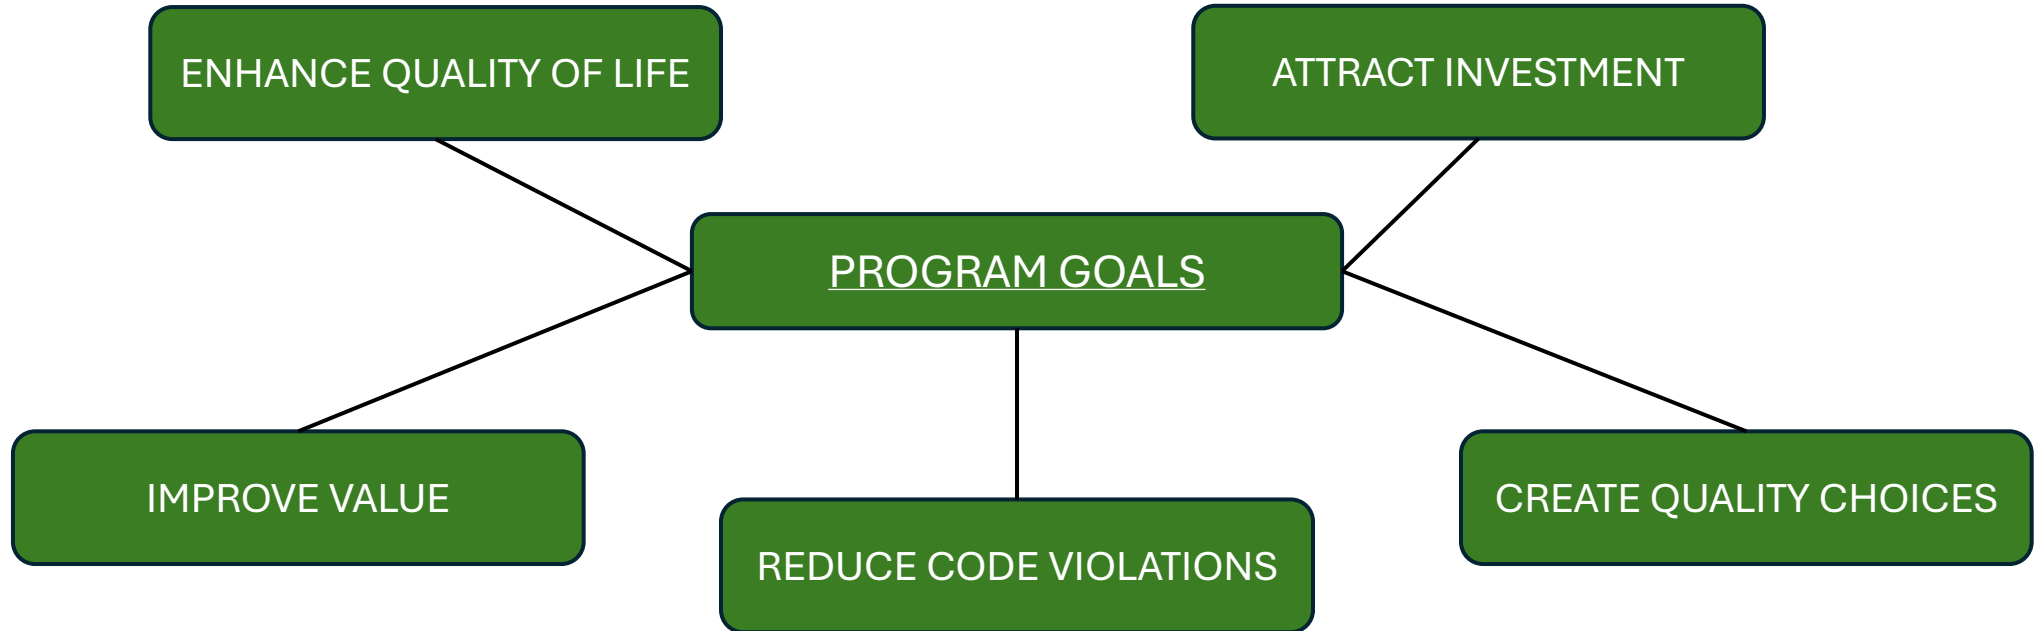 ENHANCE QUALITY OF LIFE
ATTRACT INVESTMENT
PROGRAM GOALS
IMPROVE VALUE
REDUCE CODE VIOLATIONS
CREATE QUALITY CHOICES